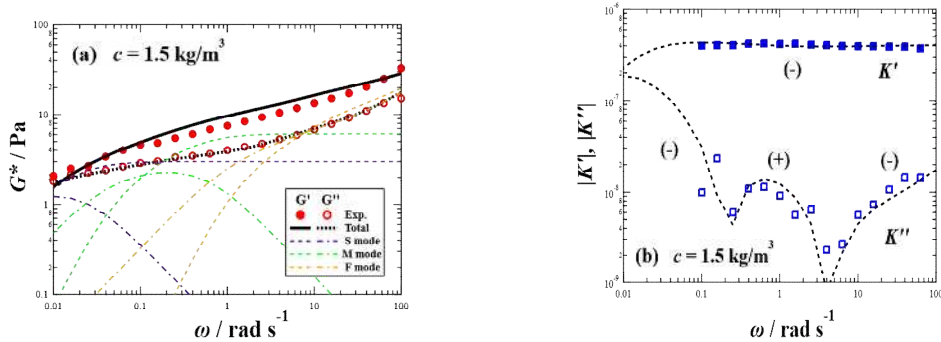 (a) c = 1.5 kg/m³
G* / Pa
100
10
1
0.1
G' G"
Exp.
Total
S mode
M mode
F mode
0.01 0.1 1 10 100
ω / rad s⁻¹
|K'|, |K"|
10⁻⁶
10⁻⁷
10⁻⁸
10⁻⁹
(-) K'
(-) (+) (-)
K"
(b) c = 1.5 kg/m³
0.01 0.1 1 10 100
ω / rad s⁻¹